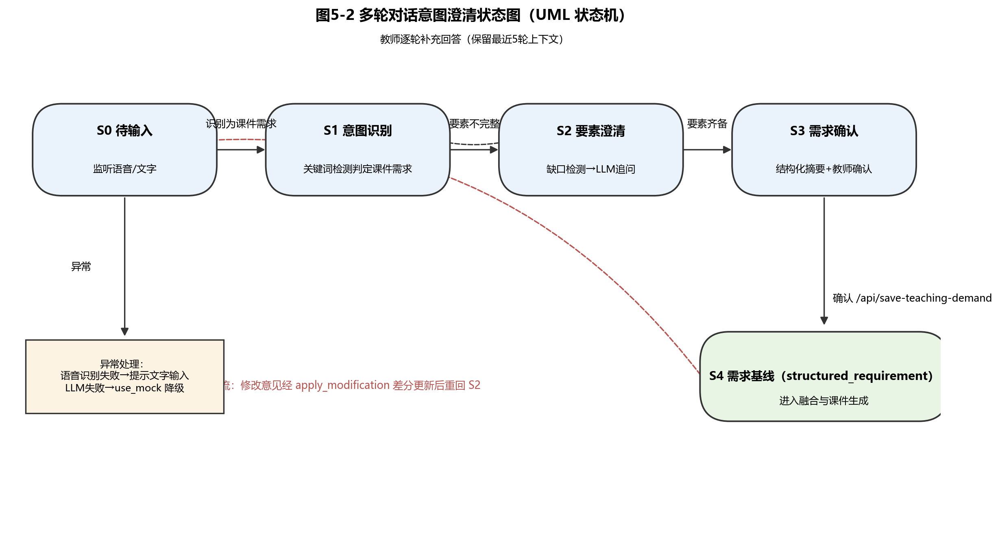 图5-2 多轮对话意图澄清状态图（UML 状态机）
教师逐轮补充回答（保留最近5轮上下文）
识别为课件需求
要素不完整
要素齐备
S0 待输入
监听语音/文字
S1 意图识别
关键词检测判定课件需求
S2 要素澄清
缺口检测→LLM追问
S3 需求确认
结构化摘要+教师确认
异常
确认 /api/save-teaching-demand
异常处理：
语音识别失败→提示文字输入
LLM失败→use_mock 降级
：修改意见经 apply_modification 差分更新后重回 S2
S4 需求基线（structured_requirement）
进入融合与课件生成